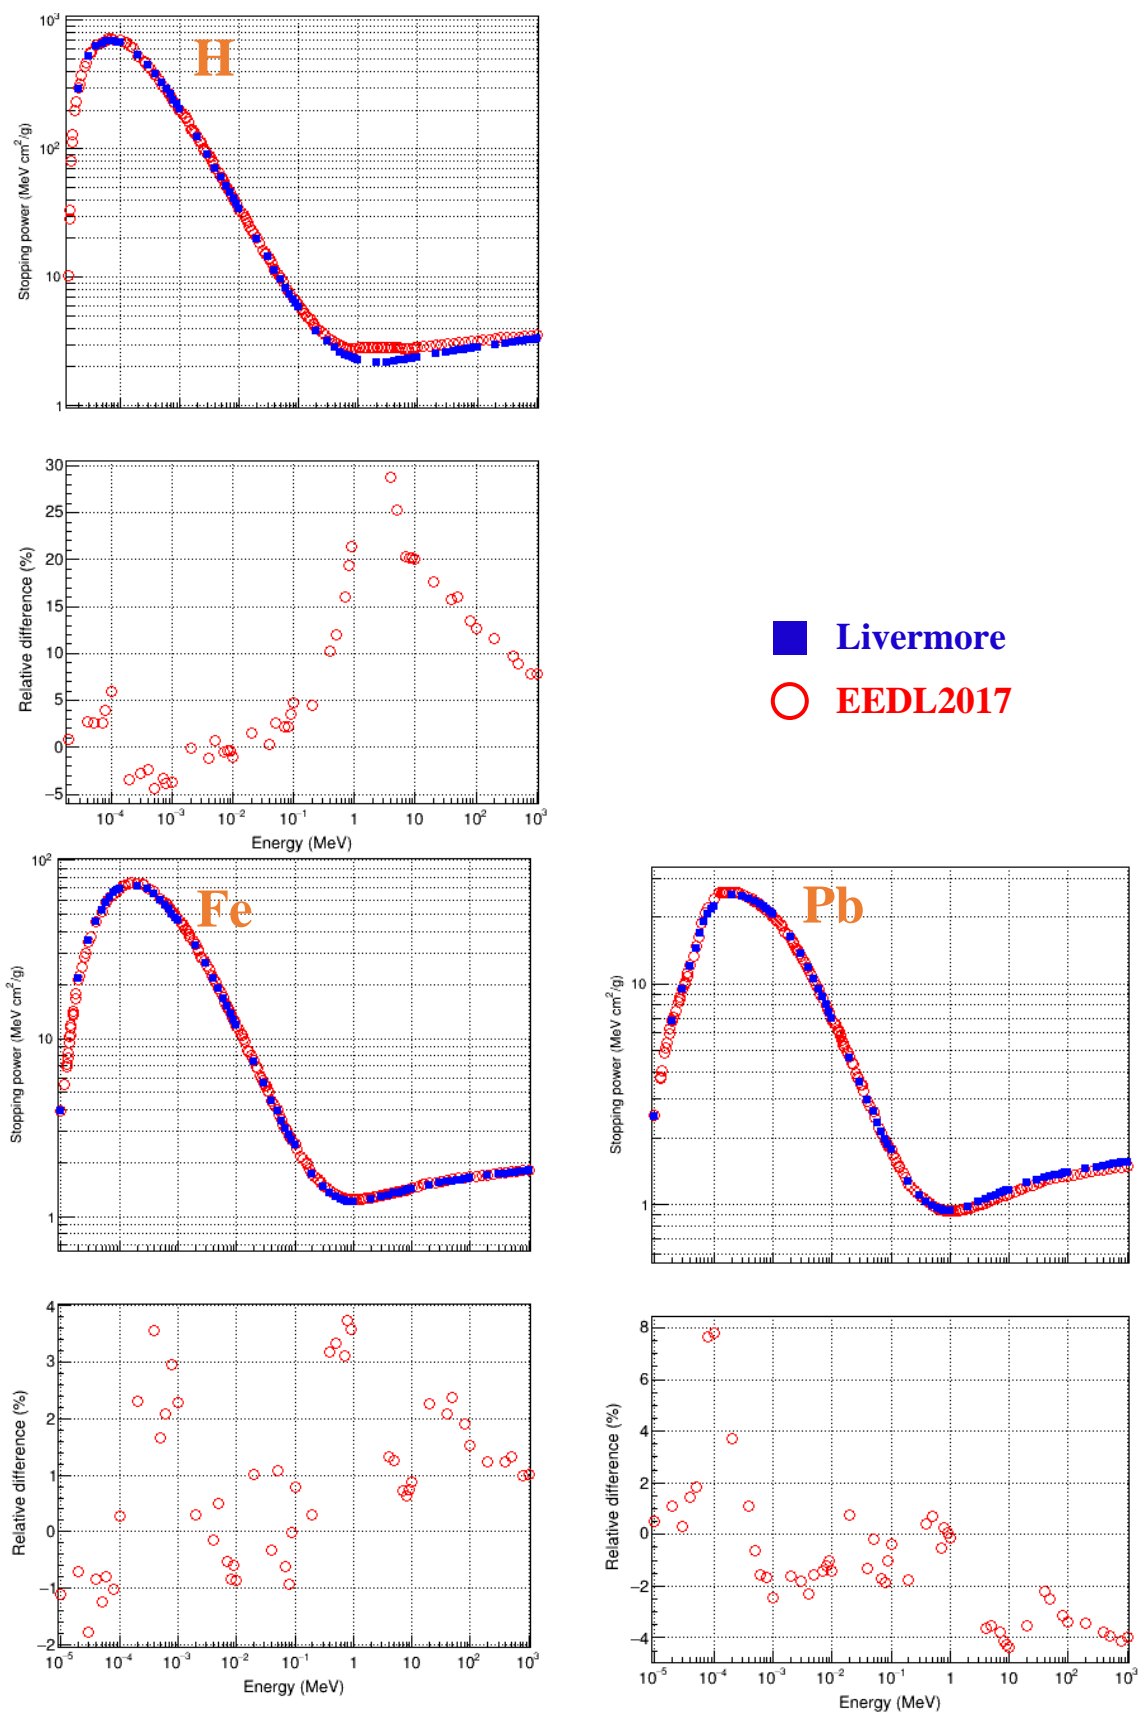 10³
H
10²
10
1
Stopping power (MeV cm²/g)
30
25
20
15
10
5
0
−5
Relative difference (%)
10⁻⁴ 10⁻³ 10⁻² 10⁻¹ 1 10 10² 10³
Energy (MeV)
Livermore
EEDL2017
10²
Fe
10
1
Stopping power (MeV cm²/g)
4
3
2
1
0
−1
−2
Relative difference (%)
10⁻⁵ 10⁻⁴ 10⁻³ 10⁻² 10⁻¹ 1 10 10² 10³
Energy (MeV)
Pb
10
1
Stopping power (MeV cm²/g)
8
6
4
2
0
−2
−4
Relative difference (%)
10⁻⁵ 10⁻⁴ 10⁻³ 10⁻² 10⁻¹ 1 10 10² 10³
Energy (MeV)